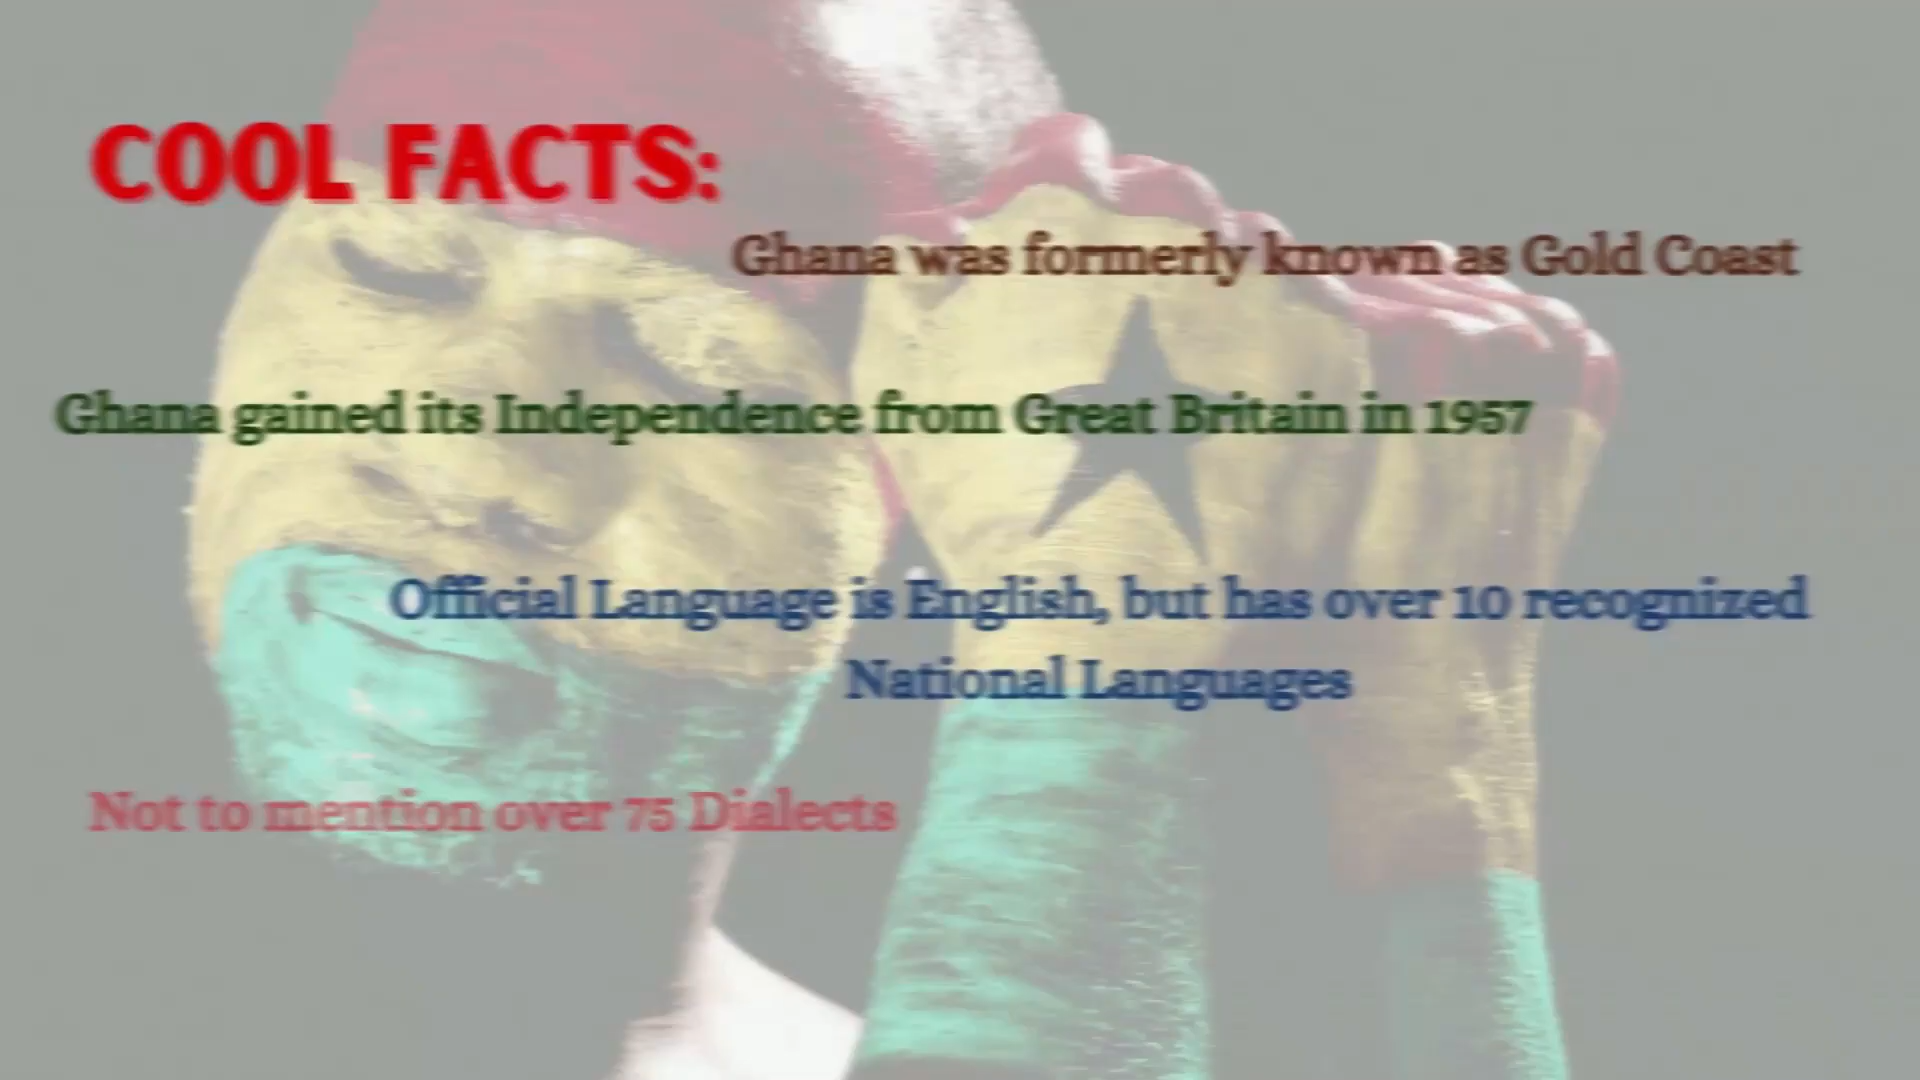 COOL FACTS:
Ghana was formerly known as Gold Coast
Ghana gained its Independence from Great Britain in 1957
Official Language is English, but has over 10 recognized
National Languages
Not to mention over 75 Dialects